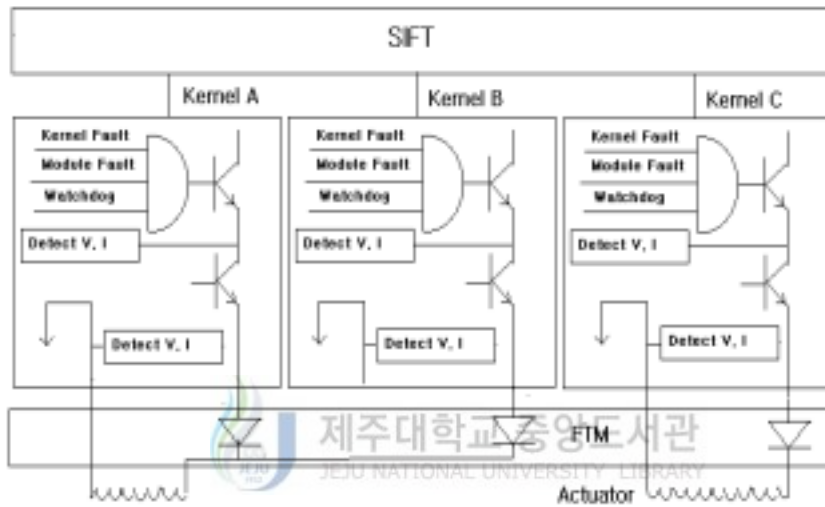 SIFT
Kernel A
Kernel B
Kernel C
Kernel Fault
Module Fault
Watchdog
Detect V, I
Detect V, I
Kernel Fault
Module Fault
Watchdog
Detect V, I
Detect V, I
Kernel Fault
Module Fault
Watchdog
Detect V, I
Detect V, I
제주대학교 중앙도서관
FTM
JEJU NATIONAL UNIVERSITY LIBRARY
JEJU
Actuator